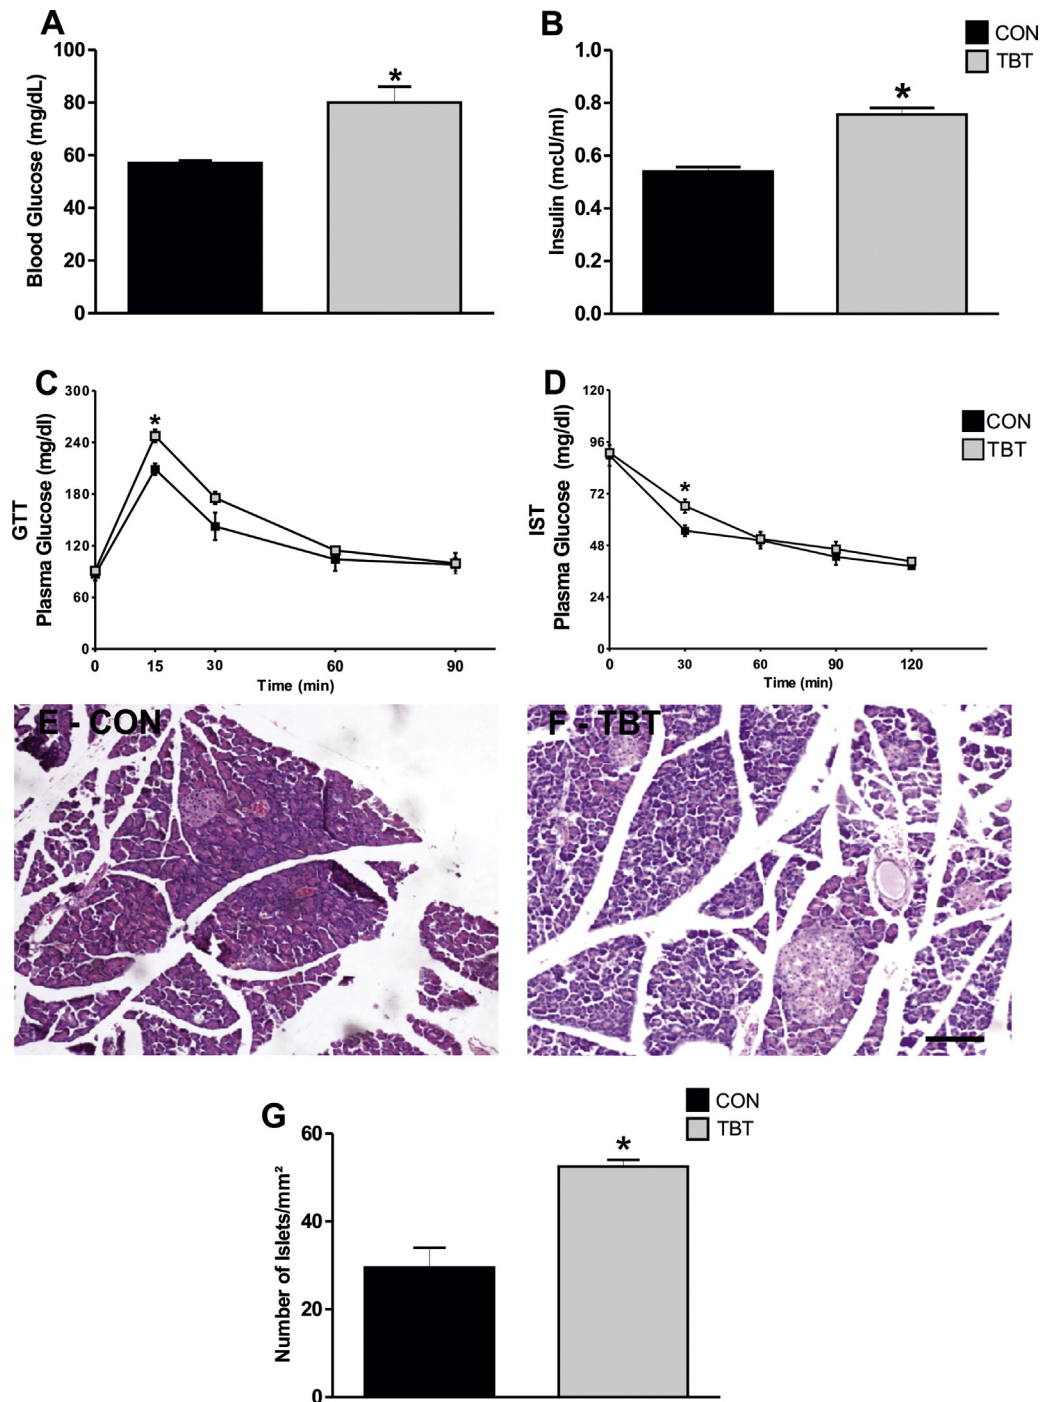 A
Blood Glucose (mg/dL)
100
80
60
40
20
0
*
B
Insulin (mcU/ml)
1.0
0.8
0.6
0.4
0.2
0.0
*
CON
TBT
C
GTT
Plasma Glucose (mg/dl)
300
240
180
120
60
0
*
0 15 30 60 90
Time (min)
D
IST
Plasma Glucose (mg/dl)
120
96
72
48
24
0
*
0 30 60 90 120
Time (min)
CON
TBT
E - CON
F - TBT
G
Number of Islets/mm²
60
40
20
0
*
CON
TBT